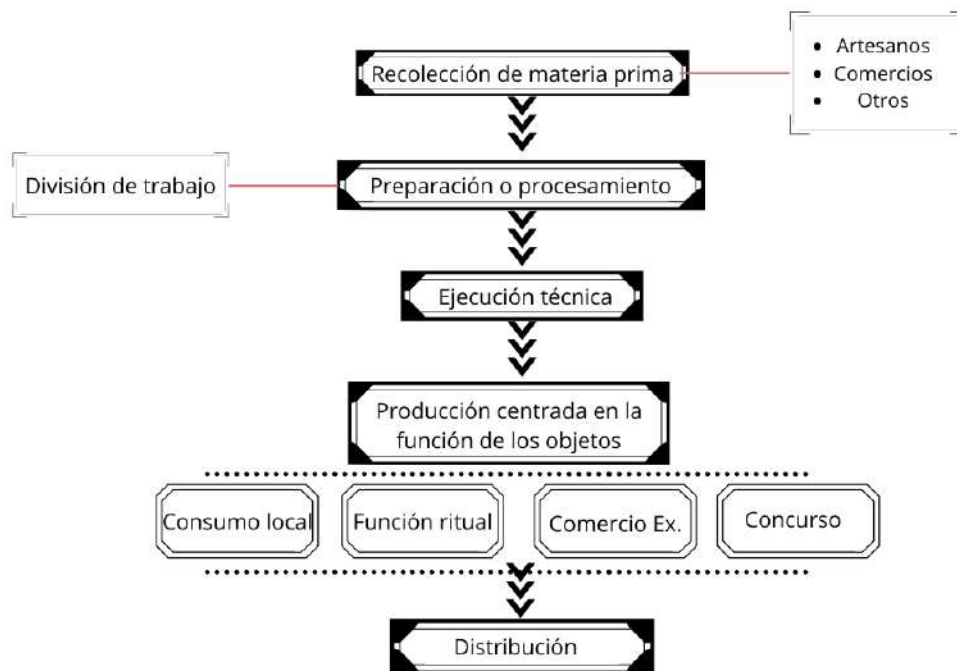 Recolección de materia prima
• Artesanos
• Comercios
• Otros
División de trabajo
Preparación o procesamiento
Ejecución técnica
Producción centrada en la
función de los objetos
Consumo local
Función ritual
Comercio Ex.
Concurso
Distribución